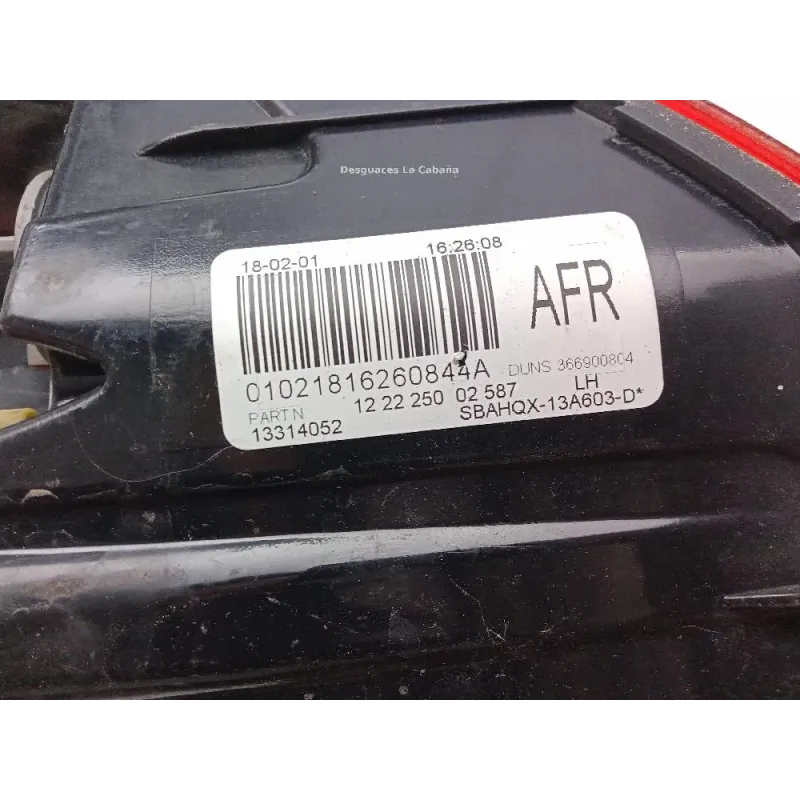 Desguaces La Cabaña
18-02-01 16:26:08
AFR
01021816260844A DUNS 366900804
PART N 12 22 250 02 587 LH
13314052 SBAHQX-13A603-D*